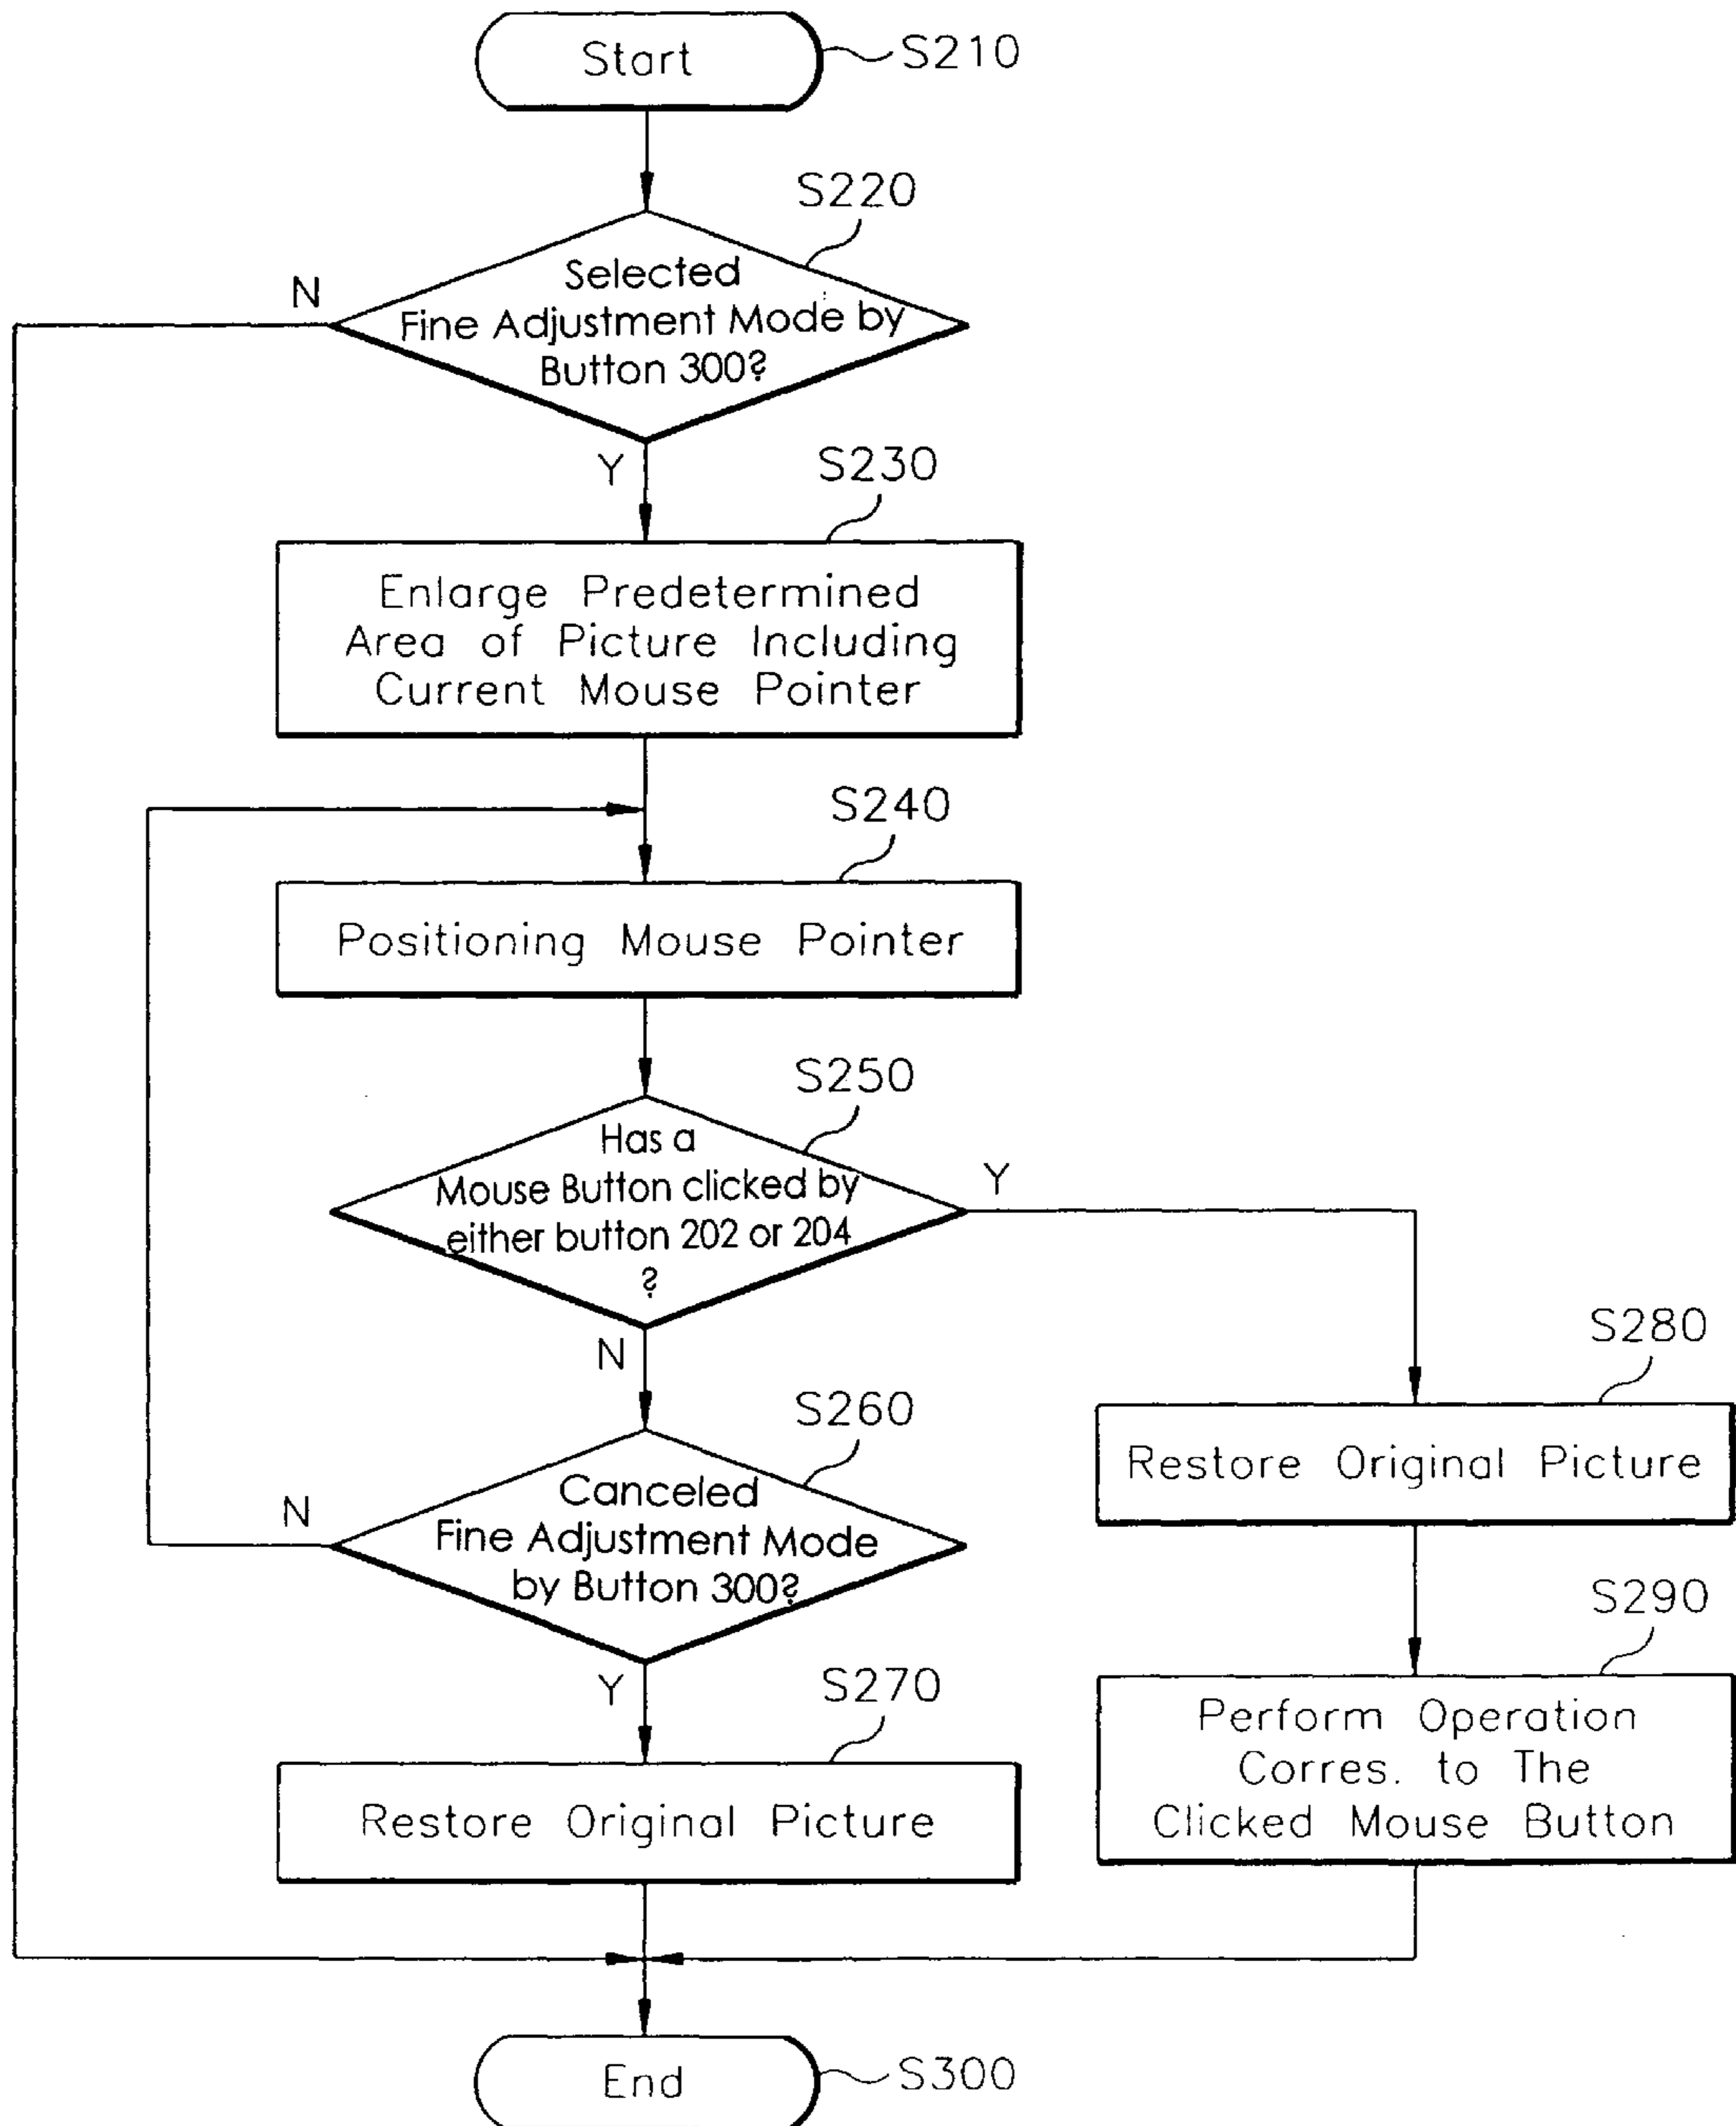 Start
S210
S220
N
Selected
Fine Adjustment Mode by
Button 300?
Y
S230
Enlarge Predetermined
Area of Picture Including
Current Mouse Pointer
S240
Positioning Mouse Pointer
S250
Has a
Mouse Button clicked by
either button 202 or 204
?
Y
N
S280
Restore Original Picture
S260
N
Canceled
Fine Adjustment Mode
by Button 300?
Y
S290
Perform Operation
Corres. to The
Clicked Mouse Button
S270
Restore Original Picture
End
S300